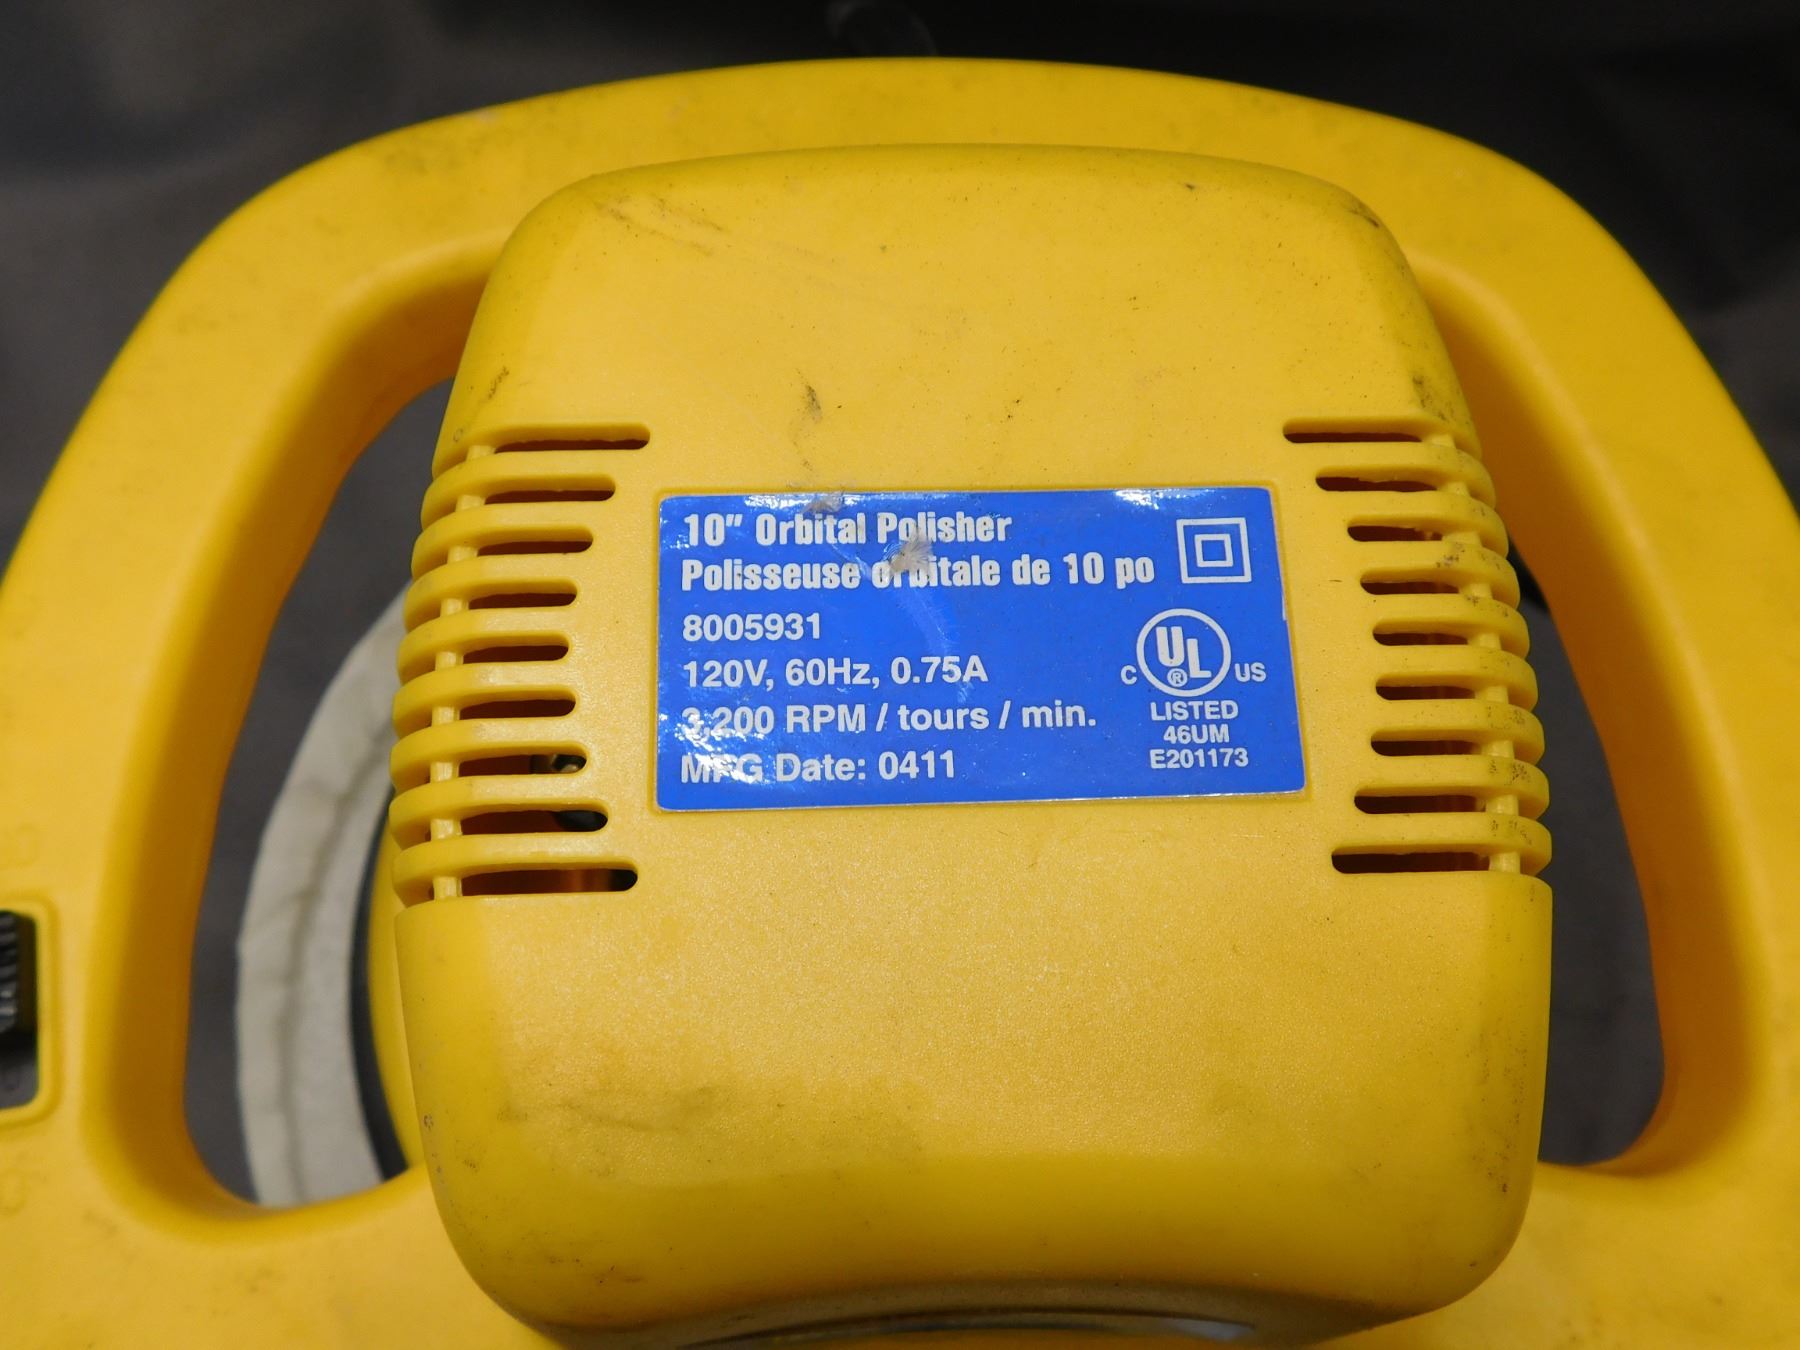 10" Orbital Polisher
Polisseuse orbitale de 10 po
8005931
120V, 60Hz, 0.75A
3,200 RPM / tours / min.
MFG Date: 0411
C UL ® US
LISTED
46UM
E201173